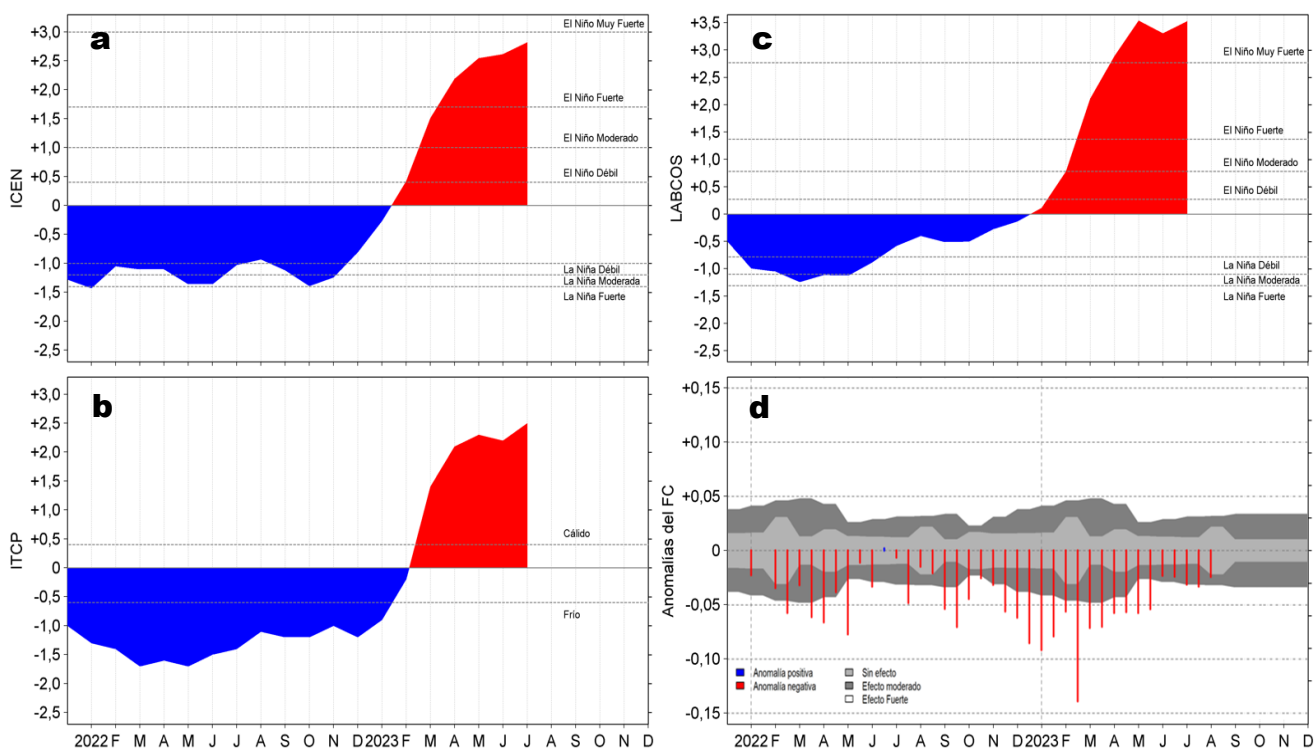 a
ICEN
+3,0
+2,5
+2,0
+1,5
+1,0
+0,5
0
-0,5
-1,0
-1,5
-2,0
-2,5
El Niño Muy Fuerte
El Niño Fuerte
El Niño Moderado
El Niño Débil
La Niña Débil
La Niña Moderada
La Niña Fuerte
c
LABCOS
+3,5
+3,0
+2,5
+2,0
+1,5
+1,0
+0,5
0
-0,5
-1,0
-1,5
-2,0
-2,5
El Niño Muy Fuerte
El Niño Fuerte
El Niño Moderado
El Niño Débil
La Niña Débil
La Niña Moderada
La Niña Fuerte
b
ITCP
+3,0
+2,5
+2,0
+1,5
+1,0
+0,5
0
-0,5
-1,0
-1,5
-2,0
-2,5
Cálido
Frío
2022 F M A M J J A S O N D 2023 F M A M J J A S O N D
d
Anomalías del FC
+0,15
+0,10
+0,05
0
-0,05
-0,10
-0,15
Anomalía positiva
Anomalía negativa
Sin efecto
Efecto moderado
Efecto Fuerte
2022 F M A M J J A S O N D 2023 F M A M J J A S O N D